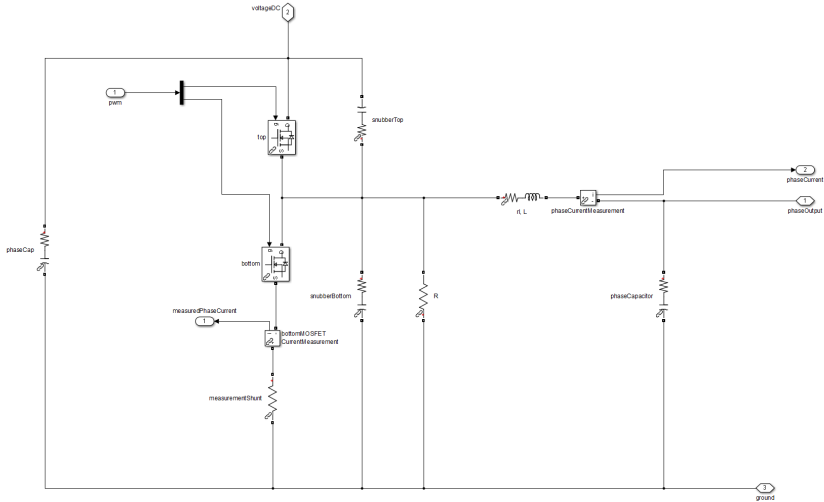 voltageDC
2
1
pwm
g
D
top
S
snubberTop
2
phaseCurrent
rl, L
i
phaseCurrentMeasurement
1
phaseOutput
phaseCap
g
D
bottom
S
snubberBottom
R
phaseCapacitor
measuredPhaseCurrent
1
bottomMOSFET
CurrentMeasurement
measurementShunt
3
ground